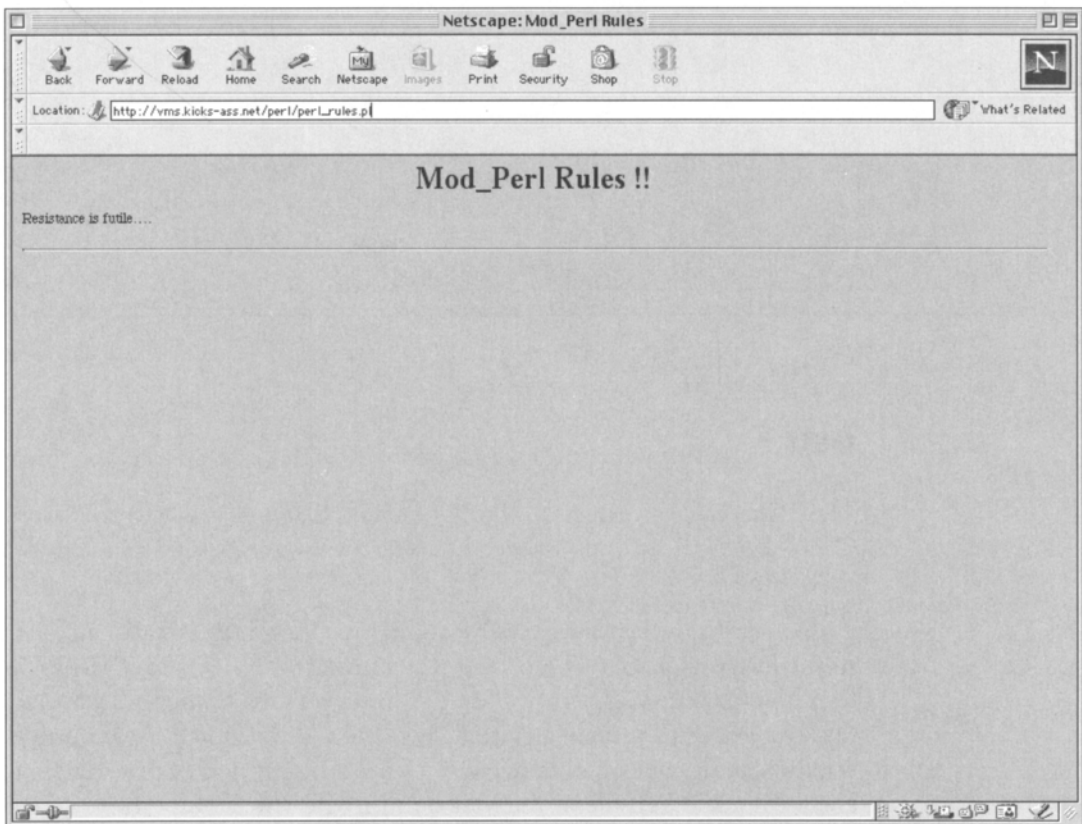 Netscape: Mod_Perl Rules
Back Forward Reload Home Search Netscape Images Print Security Shop Stop
My
N
Location: http://vms.kicks-ass.net/perl/perl_rules.pl What's Related
Mod_Perl Rules !!
Resistance is futile....